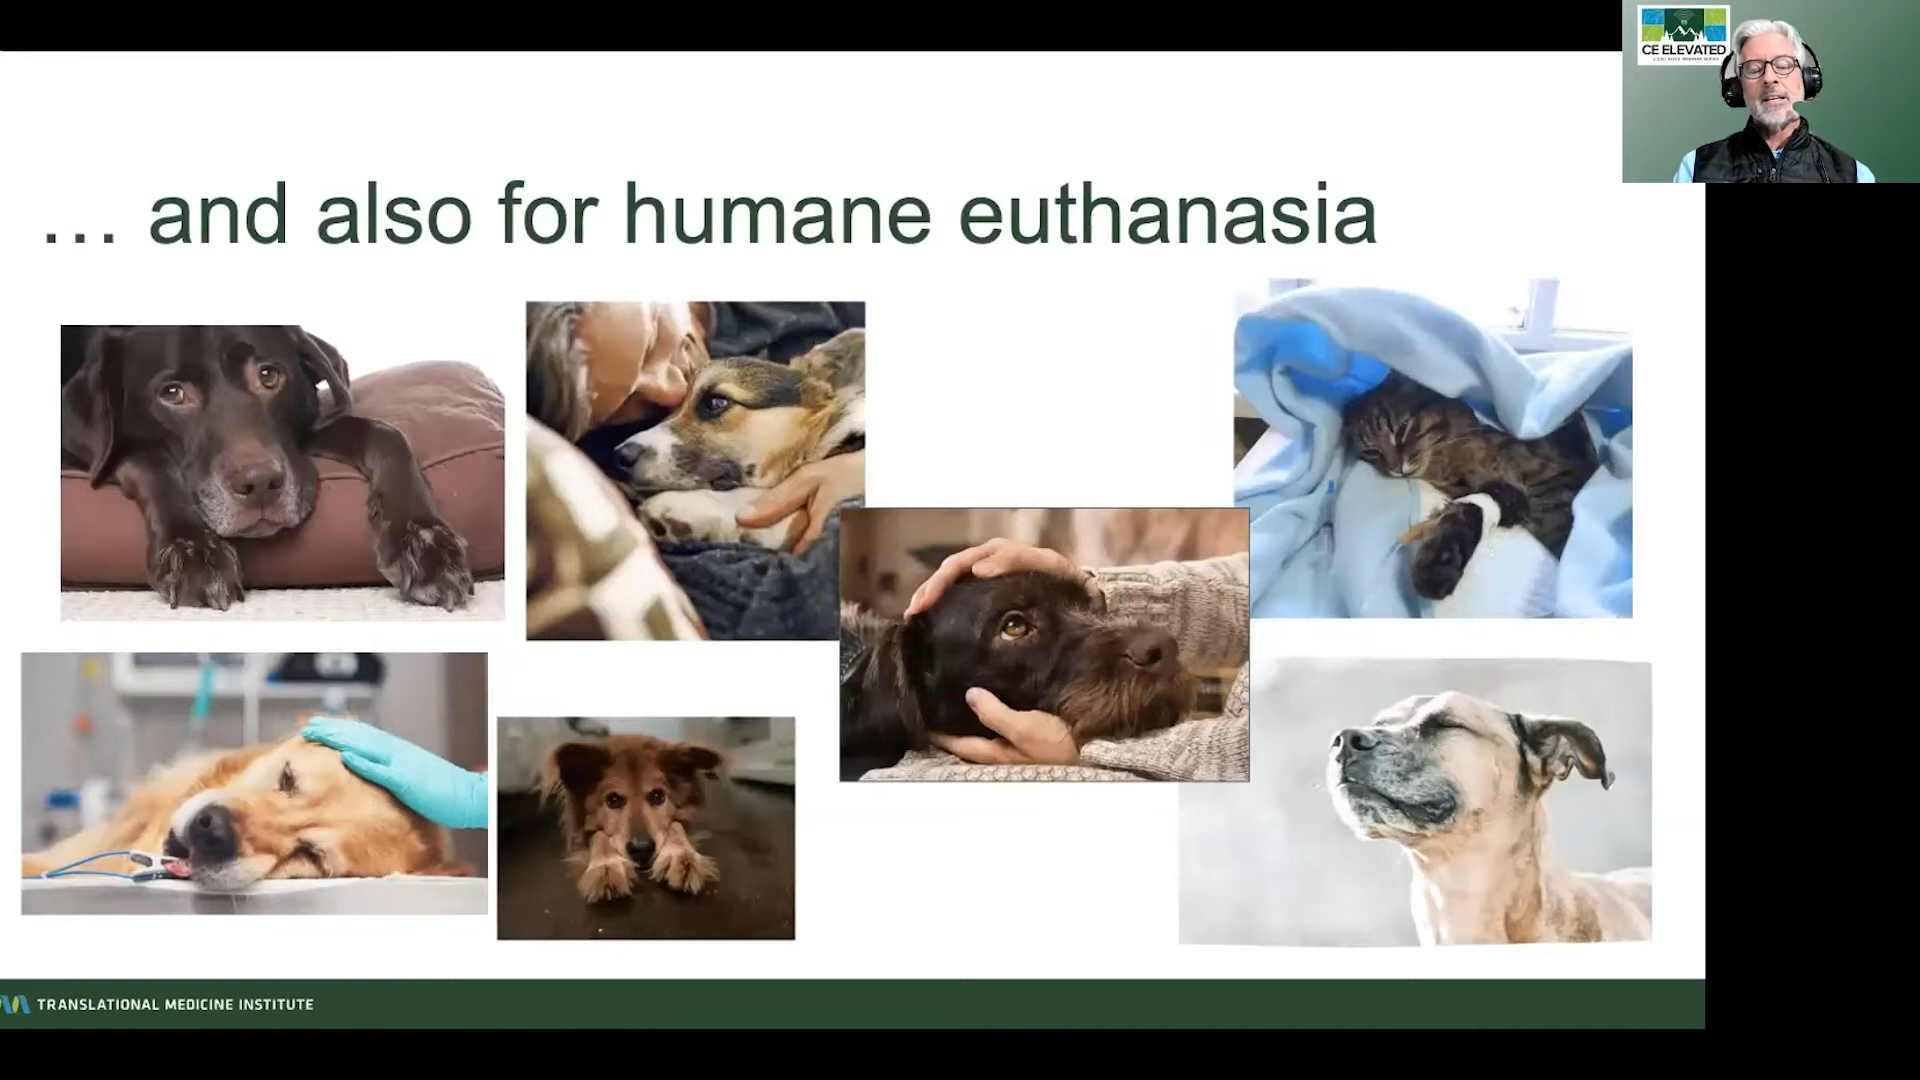 CE ELEVATED
… and also for humane euthanasia
TRANSLATIONAL MEDICINE INSTITUTE